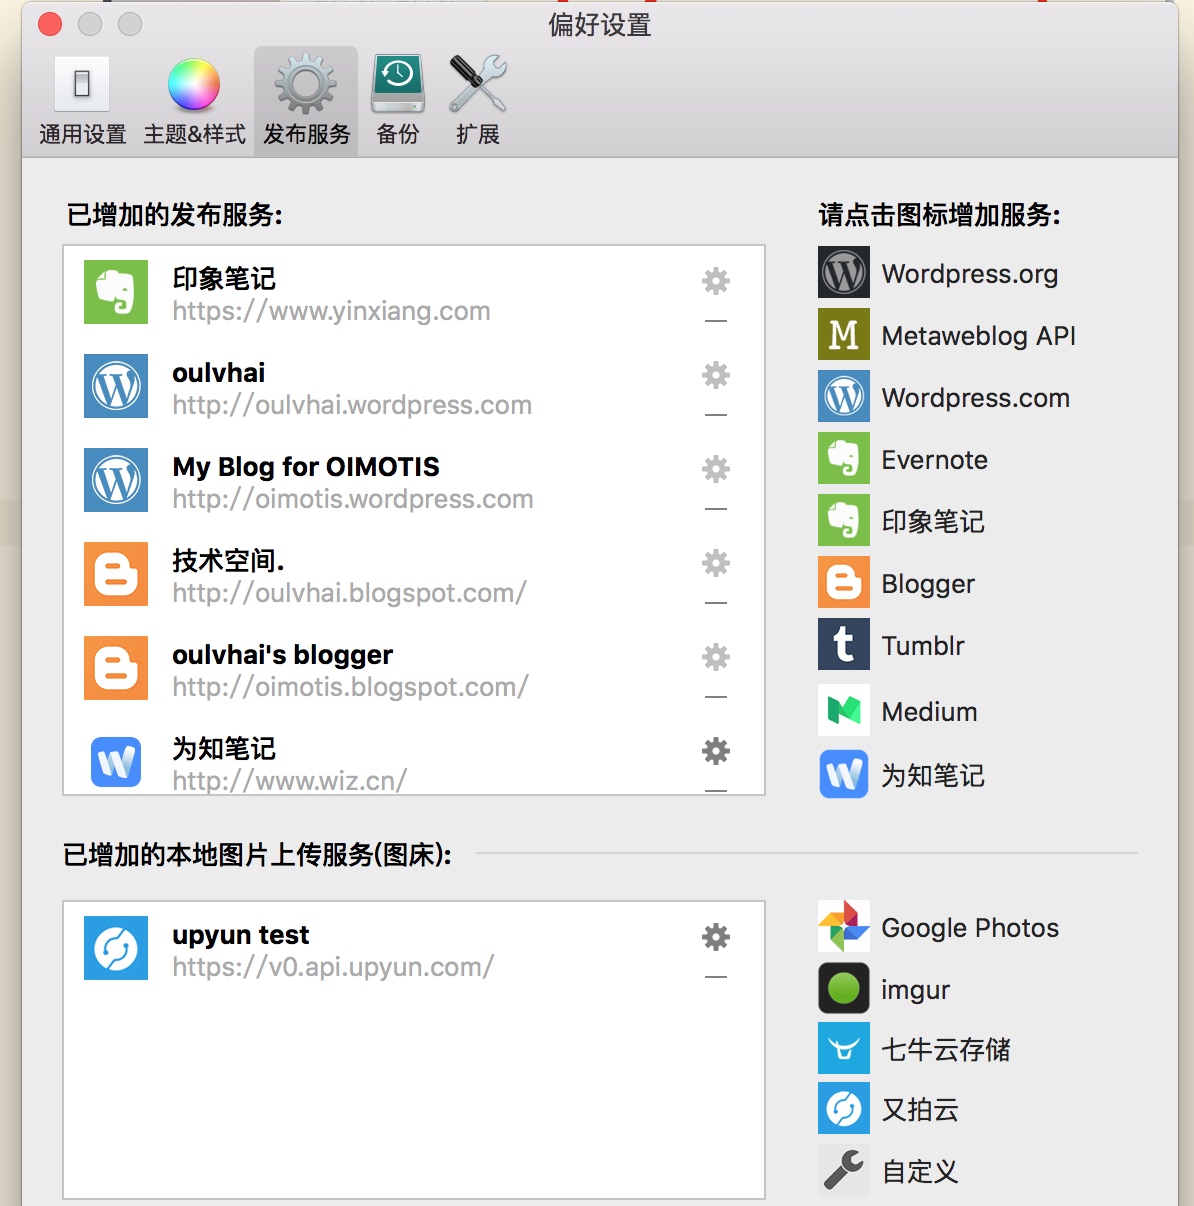 偏好设置
通用设置
主题&样式
发布服务
备份
扩展
已增加的发布服务:
印象笔记
https://www.yinxiang.com
oulvhai
http://oulvhai.wordpress.com
My Blog for OIMOTIS
http://oimotis.wordpress.com
技术空间.
http://oulvhai.blogspot.com/
oulvhai's blogger
http://oimotis.blogspot.com/
为知笔记
http://www.wiz.cn/
请点击图标增加服务:
Wordpress.org
Metaweblog API
Wordpress.com
Evernote
印象笔记
Blogger
Tumblr
Medium
为知笔记
已增加的本地图片上传服务(图床):
upyun test
https://v0.api.upyun.com/
Google Photos
imgur
七牛云存储
又拍云
自定义